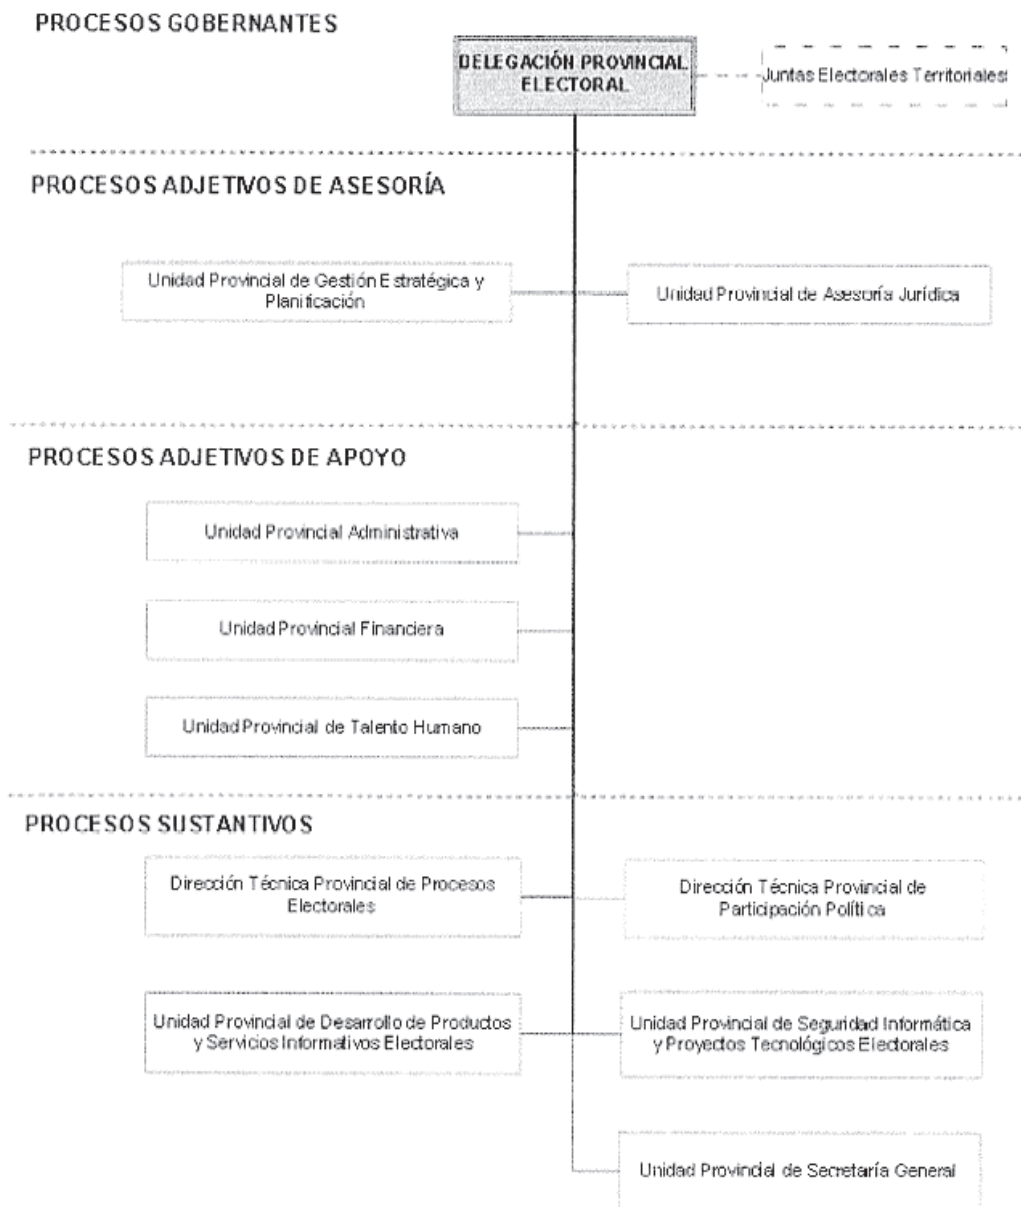 PROCESOS GOBERNANTES
DELEGACIÓN PROVINCIAL
ELECTORAL
Juntas Electorales Territoriales
PROCESOS ADJETIVOS DE ASESORÍA
Unidad Provincial de Gestión Estratégica y
Planificación
Unidad Provincial de Asesoría Jurídica
PROCESOS ADJETIVOS DE APOYO
Unidad Provincial Administrativa
Unidad Provincial Financiera
Unidad Provincial de Talento Humano
PROCESOS SUSTANTIVOS
Dirección Técnica Provincial de Procesos
Electorales
Dirección Técnica Provincial de
Participación Política
Unidad Provincial de Desarrollo de Productos
y Servicios Informativos Electorales
Unidad Provincial de Seguridad Informática
y Proyectos Tecnológicos Electorales
Unidad Provincial de Secretaría General